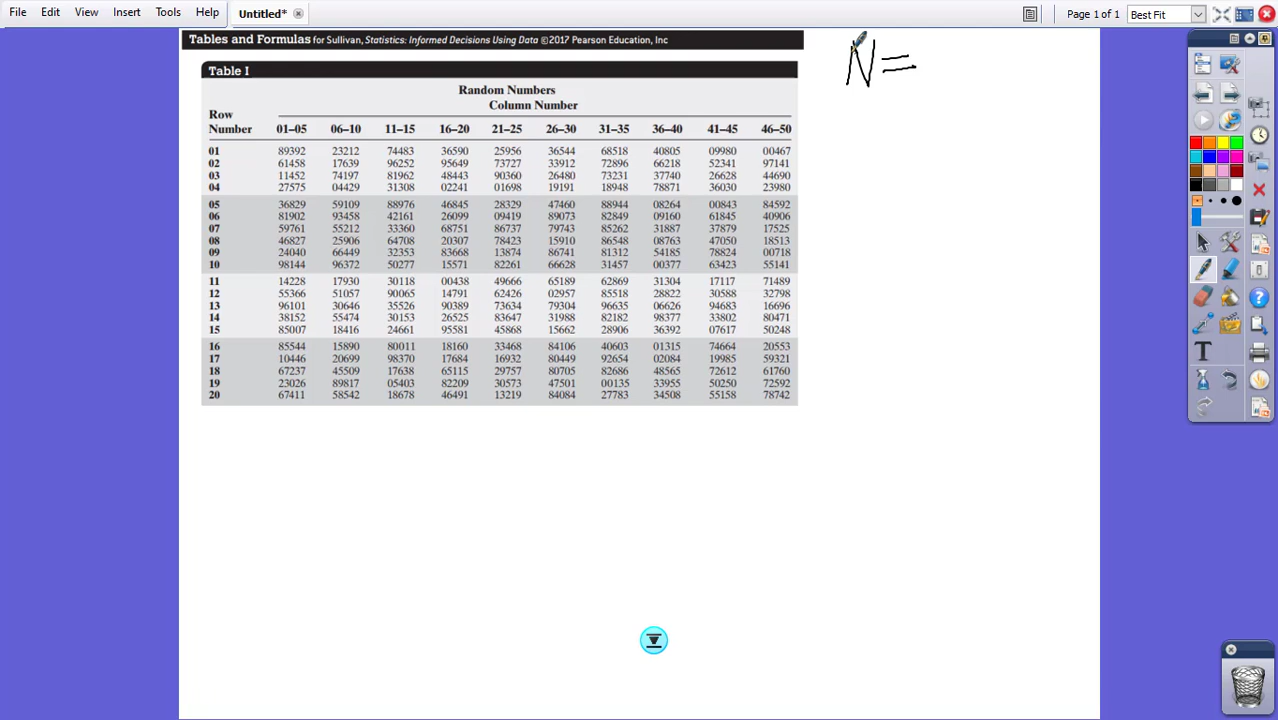 File Edit View Insert Tools Help Untitled* Page 1 of 1 Best Fit
Tables and Formulas for Sullivan, Statistics: Informed Decisions Using Data ©2017 Pearson Education, Inc
N=
Table I
Random Numbers
Column Number
Row
Number 01–05 06–10 11–15 16–20 21–25 26–30 31–35 36–40 41–45 46–50
01 89392 23212 74483 36590 25956 36544 68518 40805 09980 00467
02 61458 17639 96252 95649 73727 33912 72896 66218 52341 97141
03 11452 74197 81962 48443 90360 26480 73231 37740 26628 44690
04 27575 04429 31308 02241 01698 19191 18948 78871 36030 23980
05 36829 59109 88976 46845 28329 47460 88944 08264 00843 84592
06 81902 93458 42161 26099 09419 89073 82849 09160 61845 40906
07 59761 55212 33360 68751 86737 79743 85262 31887 37879 17525
08 46827 25906 64708 20307 78423 15910 86548 08763 47050 18513
09 24040 66449 32353 83668 13874 86741 81312 54185 78824 00718
10 98144 96372 50277 15571 82261 66628 31457 00377 63423 55141
11 14228 17930 30118 00438 49666 65189 62869 31304 17117 71489
12 55366 51057 90065 14791 62426 02957 85518 28822 30588 32798
13 96101 30646 35526 90389 73634 79304 96635 06626 94683 16696
14 38152 55474 30153 26525 83647 31988 82182 98377 33802 80471
15 85007 18416 24661 95581 45868 15662 28906 36392 07617 50248
16 85544 15890 80011 18160 33468 84106 40603 01315 74664 20553
17 10446 20699 98370 17684 16932 80449 92654 02084 19985 59321
18 67237 45509 17638 65115 29757 80705 82686 48565 72612 61760
19 23026 89817 05403 82209 30573 47501 00135 33955 50250 72592
20 67411 58542 18678 46491 13219 84084 27783 34508 55158 78742